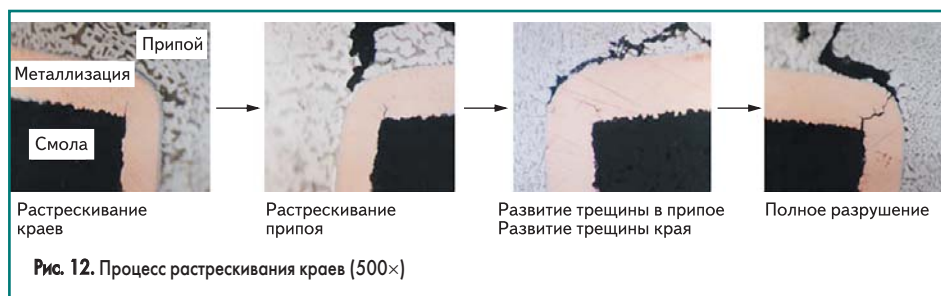 Припой
Металлизация
Смола
Растрескивание
краев
Растрескивание
припоя
Развитие трещины в припое
Развитие трещины края
Полное разрушение
Рис. 12. Процесс растрескивания краев (500×)